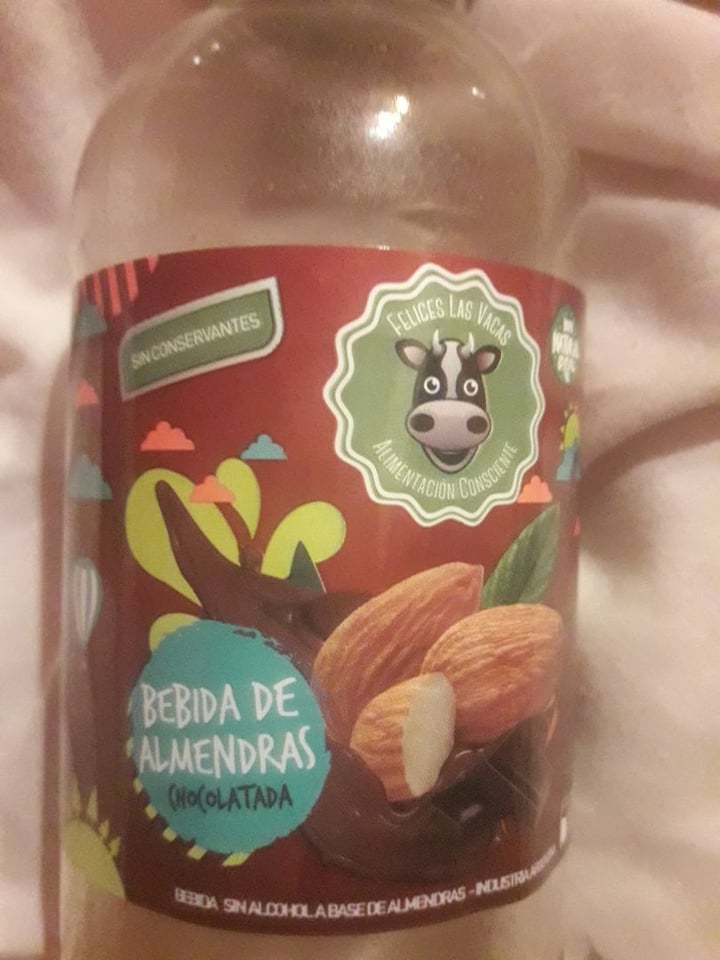 SIN CONSERVANTES
FELICES LAS VACAS
ALIMENTACIÓN CONSCIENTE
BEBIDA DE
ALMENDRAS
CHOCOLATADA
BEBIDA SIN ALCOHOL A BASE DE ALMENDRAS - INDUSTRIA